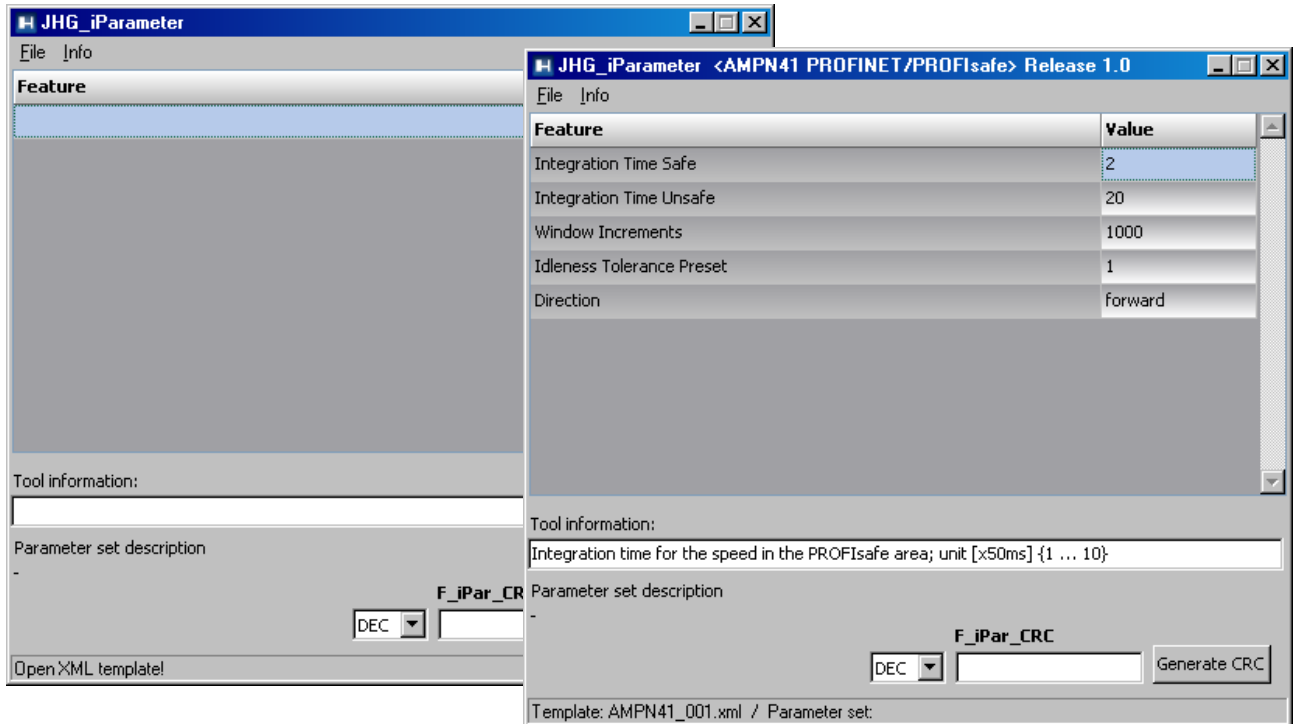 JHG_iParameter
File Info
Feature
Tool information:
Parameter set description
-
F_iPar_CR
DEC
Open XML template!
JHG_iParameter <AMPN41 PROFINET/PROFIsafe> Release 1.0
File Info
Feature Value
Integration Time Safe 2
Integration Time Unsafe 20
Window Increments 1000
Idleness Tolerance Preset 1
Direction forward
Tool information:
Integration time for the speed in the PROFIsafe area; unit [x50ms] {1 ... 10}
Parameter set description
-
F_iPar_CRC
DEC Generate CRC
Template: AMPN41_001.xml / Parameter set: